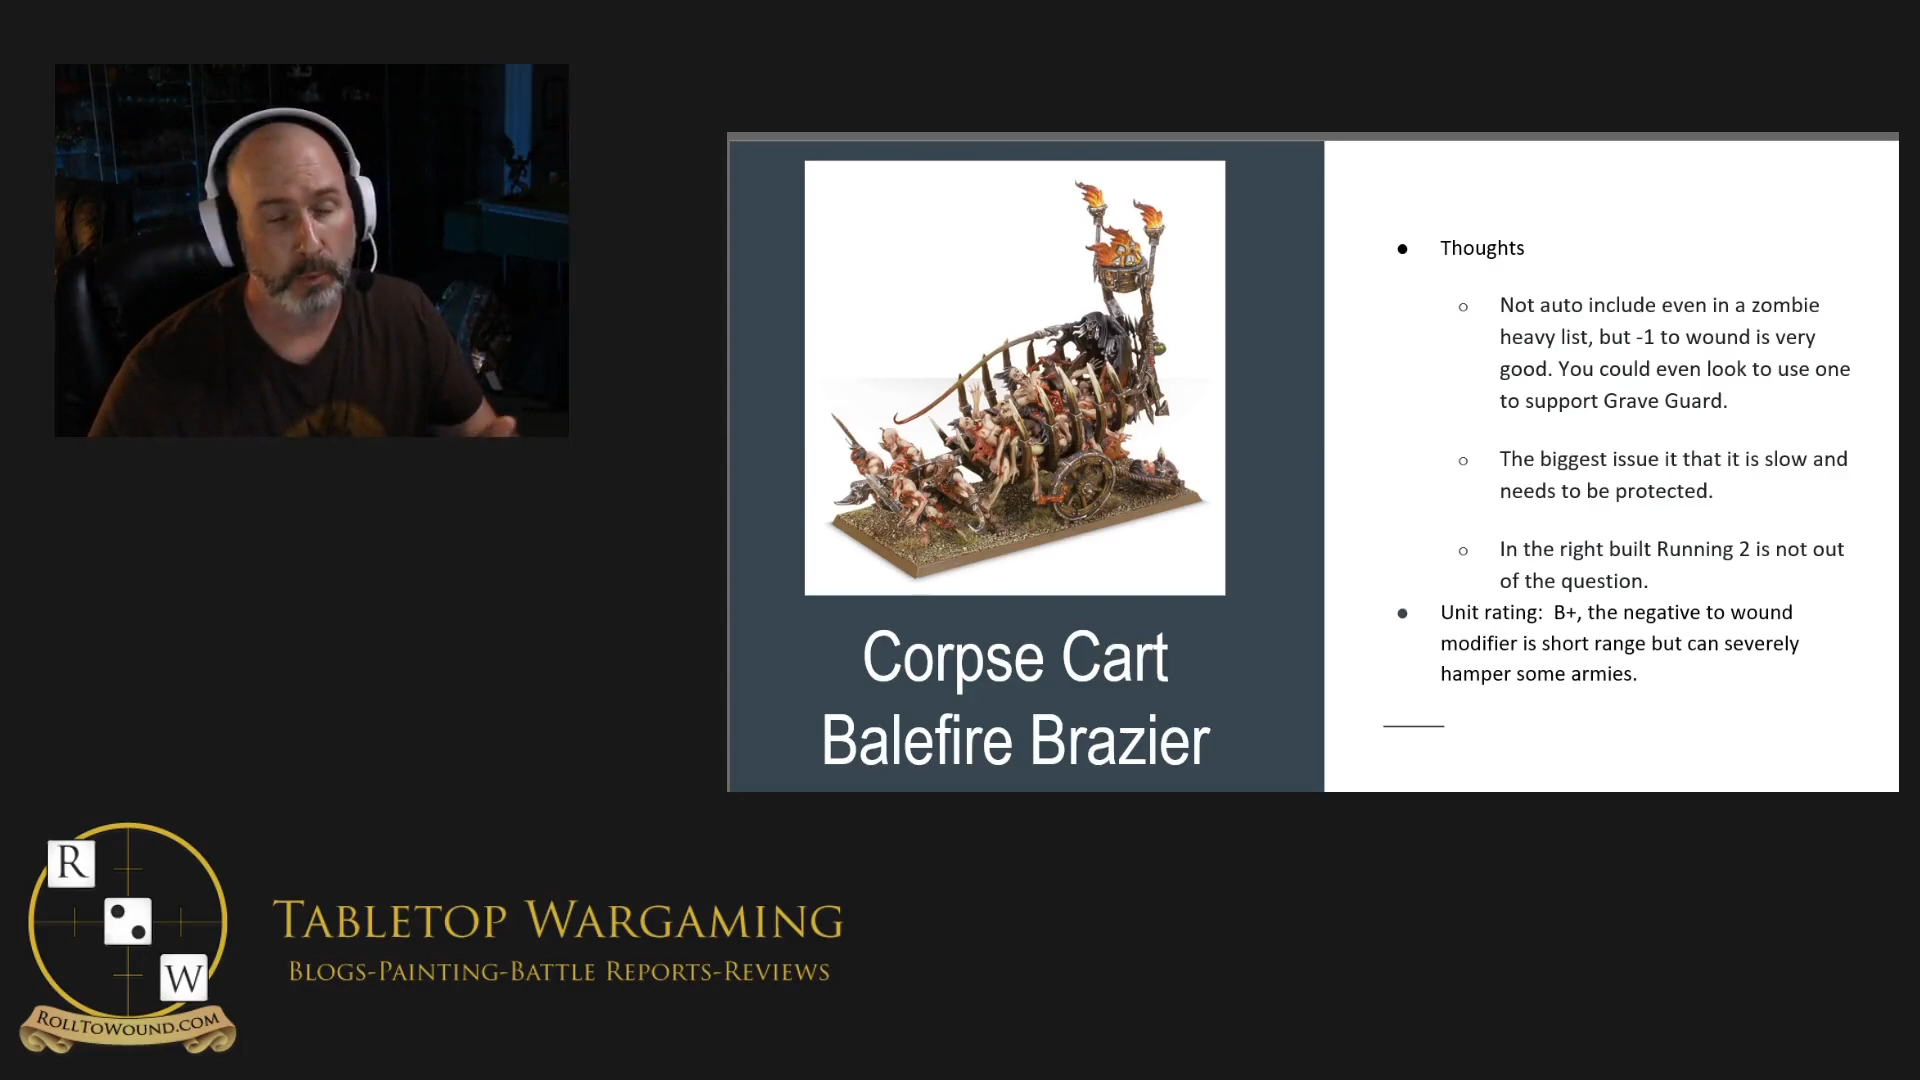 Thoughts
Not auto include even in a zombie
heavy list, but -1 to wound is very
good. You could even look to use one
to support Grave Guard.
The biggest issue it that it is slow and
needs to be protected.
In the right built Running 2 is not out
of the question.
Unit rating: B+, the negative to wound
modifier is short range but can severely
hamper some armies.
Corpse Cart
Balefire Brazier
R
W
RollToWound.com
Tabletop Wargaming
Blogs-Painting-Battle Reports-Reviews